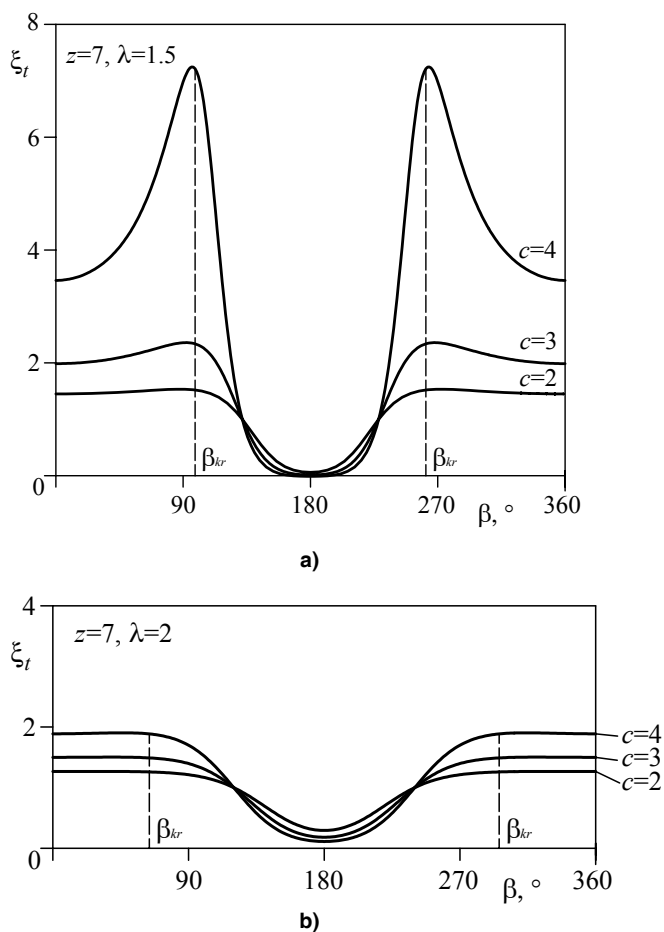 8
ξt
z=7, λ=1.5
6
4
c=4
c=3
2
c=2
βkr
βkr
0
90
180
270
360
β, °
a)
4
z=7, λ=2
ξt
2
c=4
c=3
c=2
βkr
βkr
0
90
180
270
360
β, °
b)